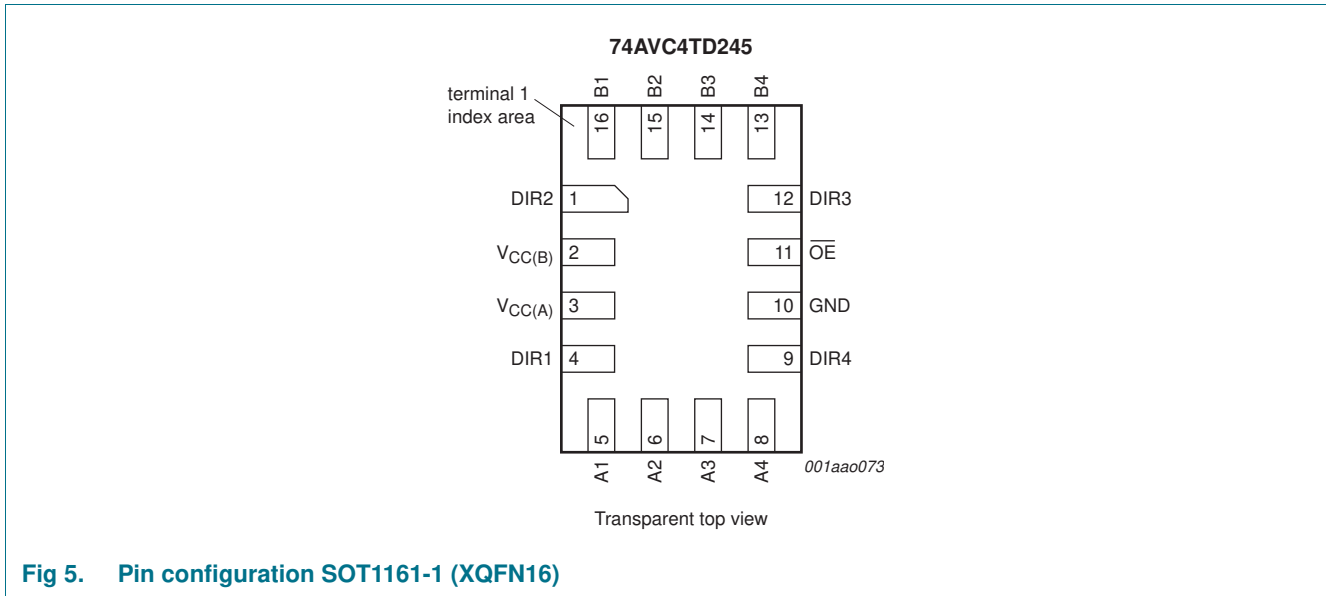 74AVC4TD245
terminal 1
index area
B1 B2 B3 B4
16 15 14 13
DIR2 1 12 DIR3
VCC(B) 2 11 OE
VCC(A) 3 10 GND
DIR1 4 9 DIR4
5 6 7 8
A1 A2 A3 A4
001aao073
Transparent top view
Fig 5. Pin configuration SOT1161-1 (XQFN16)